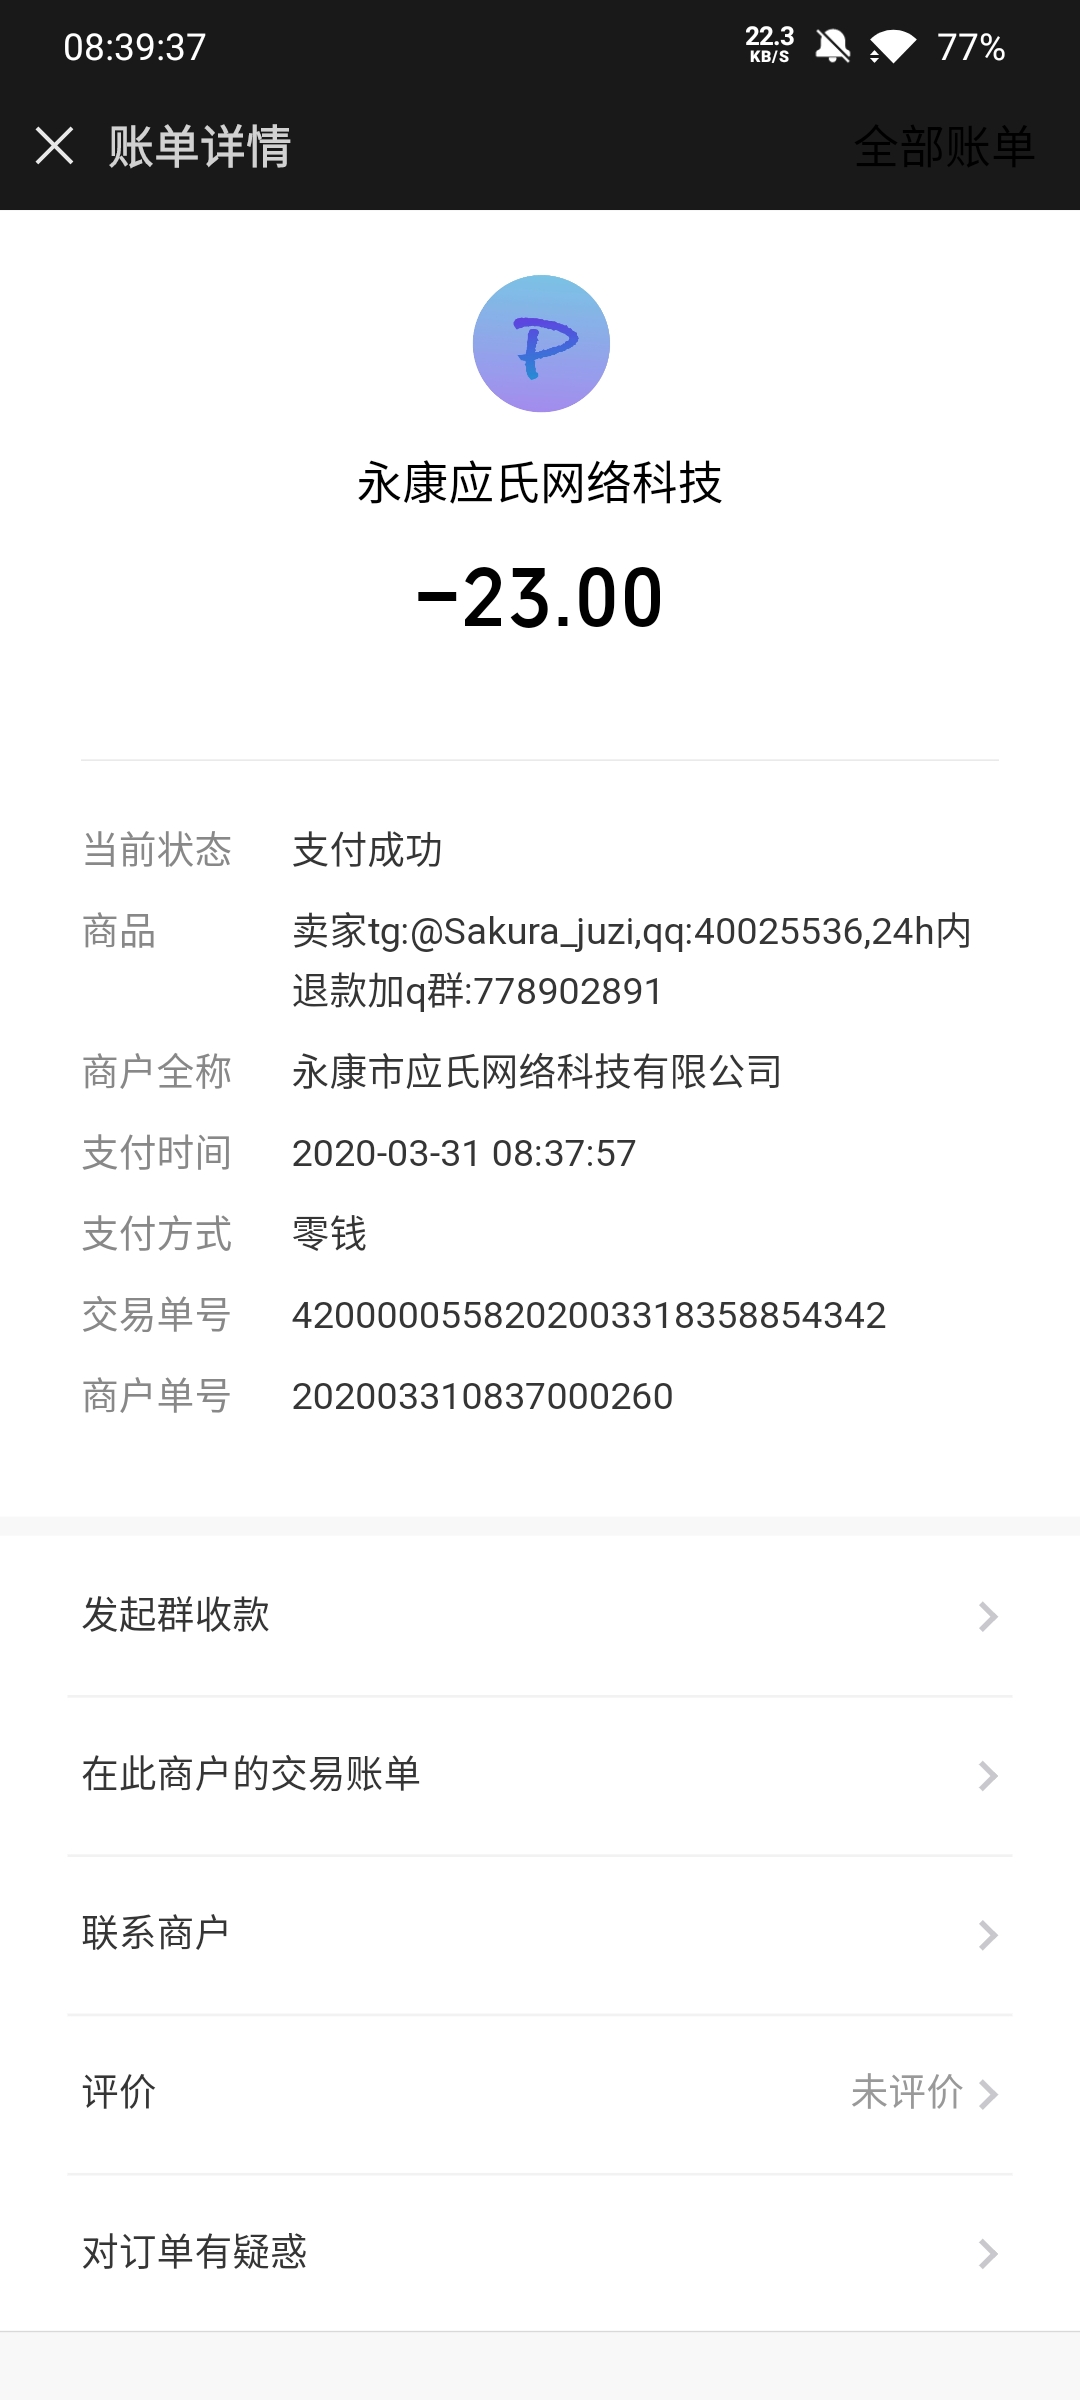 08:39:37
22.3
KB/S
77%
账单详情
全部账单
P
永康应氏网络科技
-23.00
当前状态 支付成功
商品 卖家tg:@Sakura_juzi,qq:40025536,24h内
退款加q群:778902891
商户全称 永康市应氏网络科技有限公司
支付时间 2020-03-31 08:37:57
支付方式 零钱
交易单号 4200000558202003318358854342
商户单号 202003310837000260
发起群收款
在此商户的交易账单
联系商户
评价 未评价
对订单有疑惑